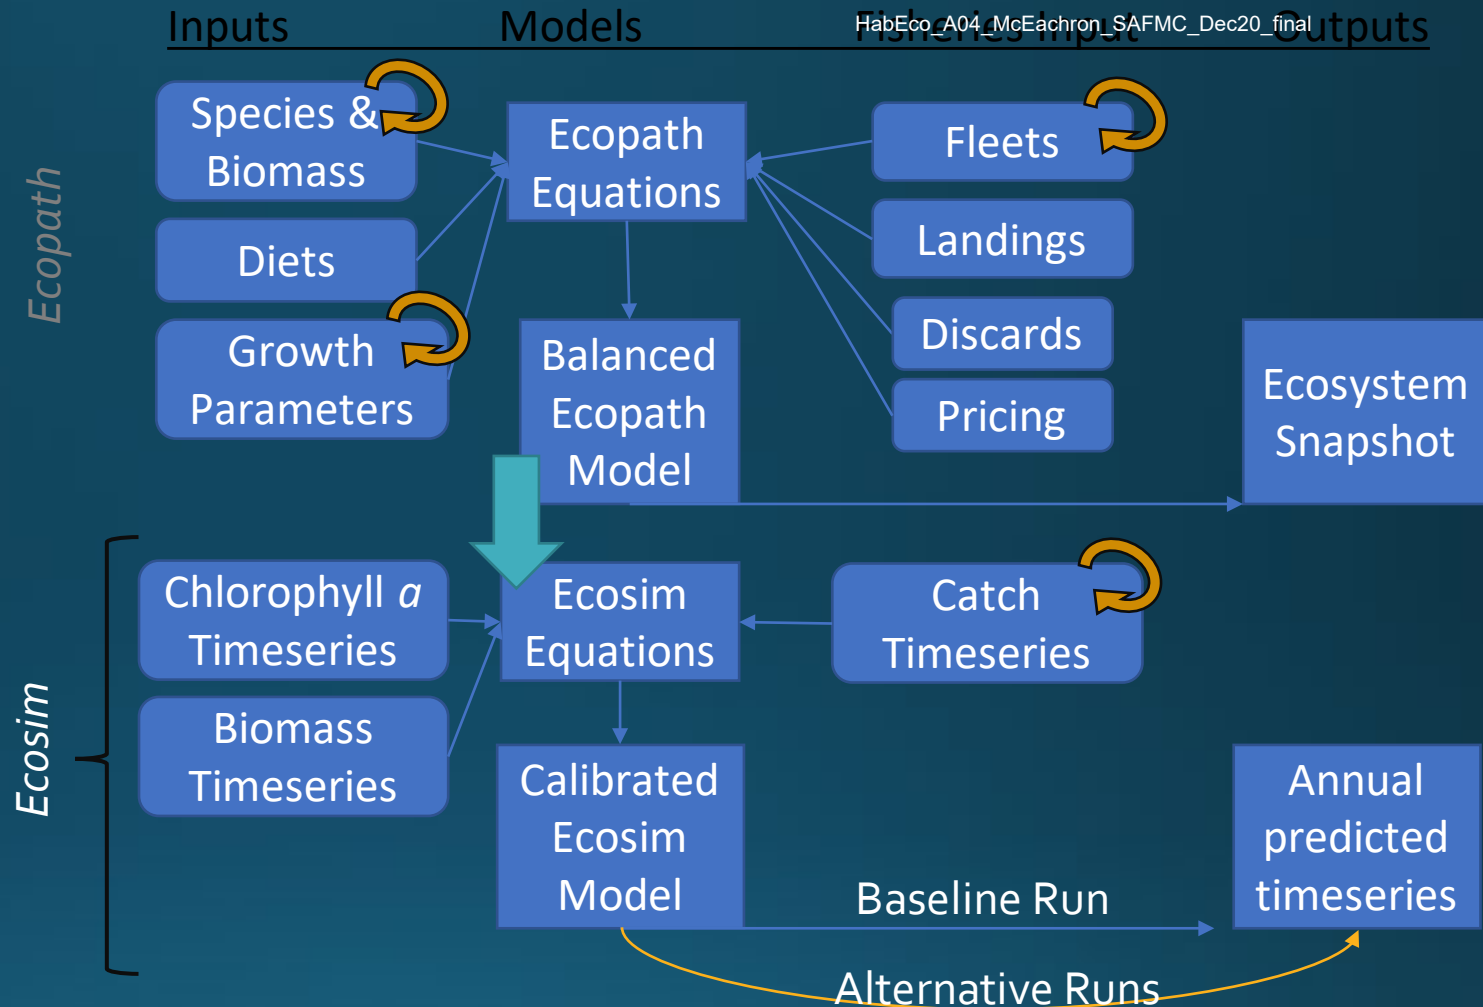 HabEco_A04_McEachron_SAFMC_Dec20_final
Inputs
Models
Fisheries Input
Outputs
Ecopath
Species &
Biomass
Diets
Growth
Parameters
Ecopath
Equations
Balanced
Ecopath
Model
Fleets
Landings
Discards
Pricing
Ecosystem
Snapshot
Ecosim
Chlorophyll a
Timeseries
Biomass
Timeseries
Ecosim
Equations
Calibrated
Ecosim
Model
Catch
Timeseries
Annual
predicted
timeseries
Baseline Run
Alternative Runs